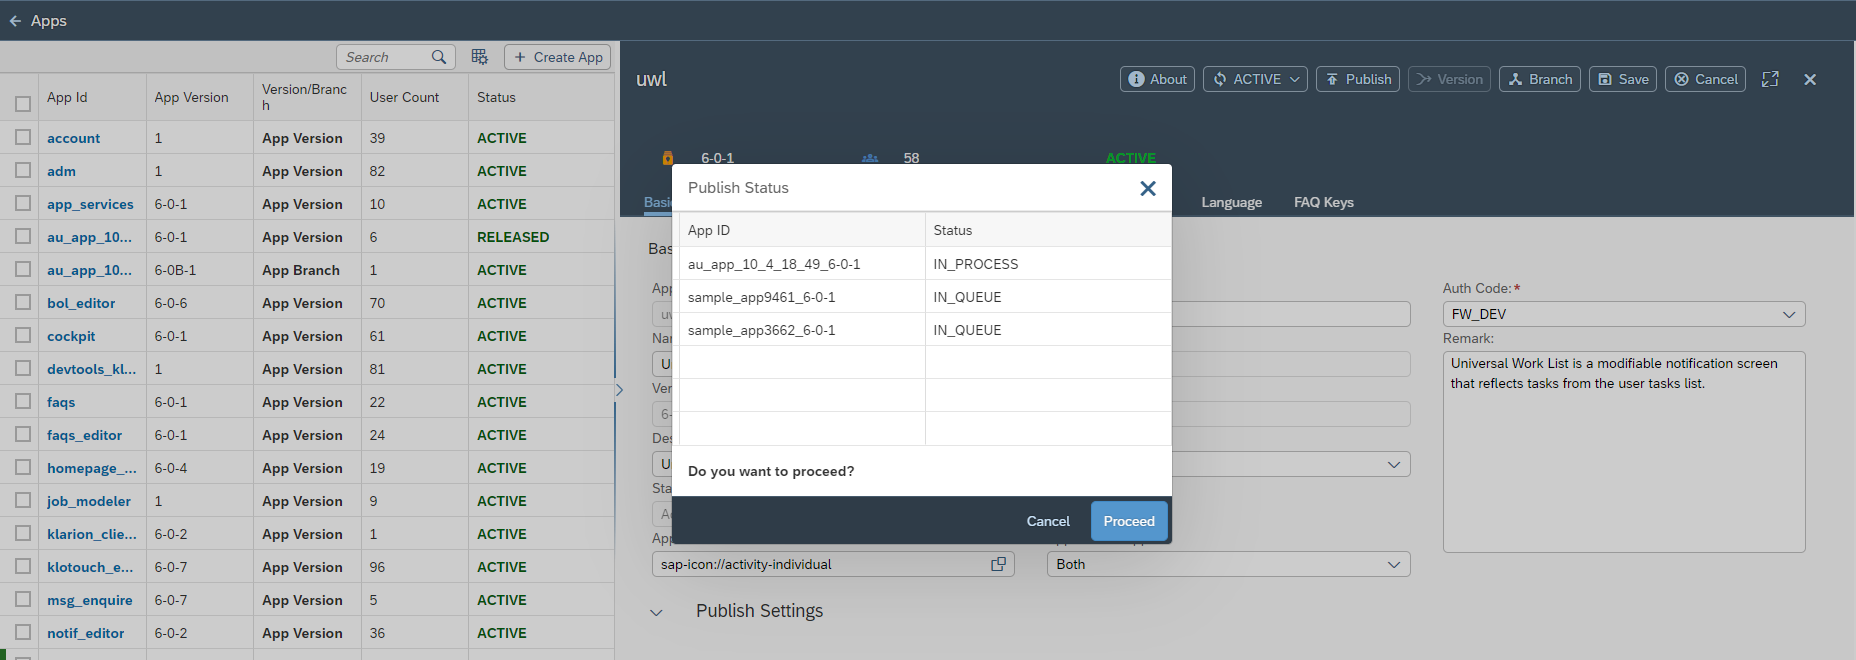 Apps
Search
Create App
App Id App Version Version/Branc
h User Count Status
account 1 App Version 39 ACTIVE
adm 1 App Version 82 ACTIVE
app_services 6-0-1 App Version 10 ACTIVE
au_app_10... 6-0-1 App Version 6 RELEASED
au_app_10... 6-0B-1 App Branch 1 ACTIVE
bol_editor 6-0-6 App Version 70 ACTIVE
cockpit 6-0-1 App Version 61 ACTIVE
devtools_kl... 1 App Version 81 ACTIVE
faqs 6-0-1 App Version 22 ACTIVE
faqs_editor 6-0-1 App Version 24 ACTIVE
homepage_... 6-0-4 App Version 19 ACTIVE
job_modeler 1 App Version 9 ACTIVE
klarion_clie... 6-0-2 App Version 1 ACTIVE
klotouch_e... 6-0-7 App Version 96 ACTIVE
msg_enquire 6-0-7 App Version 5 ACTIVE
notif_editor 6-0-2 App Version 36 ACTIVE
uwl
About ACTIVE Publish Version Branch Save Cancel
6-0-1 58 ACTIVE
Basi Language FAQ Keys
Publish Status
App ID Status
au_app_10_4_18_49_6-0-1 IN_PROCESS
sample_app9461_6-0-1 IN_QUEUE
sample_app3662_6-0-1 IN_QUEUE
Do you want to proceed?
Cancel Proceed
Bas
App
uw
Nar
U
Ver
6-
Des
U
Sta
A
App
sap-icon://activity-individual
Both
Auth Code:*
FW_DEV
Remark:
Universal Work List is a modifiable notification screen
that reflects tasks from the user tasks list.
Publish Settings